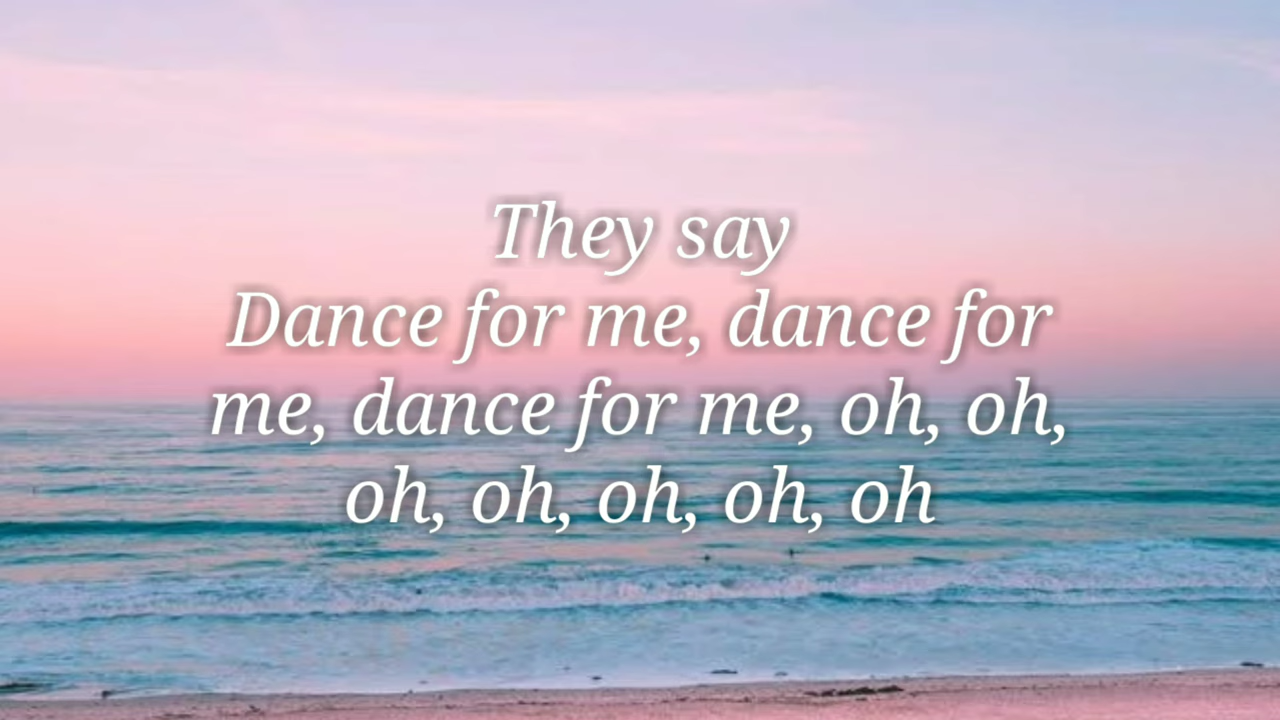 They say
Dance for me, dance for
me, dance for me, oh, oh,
oh, oh, oh, oh, oh